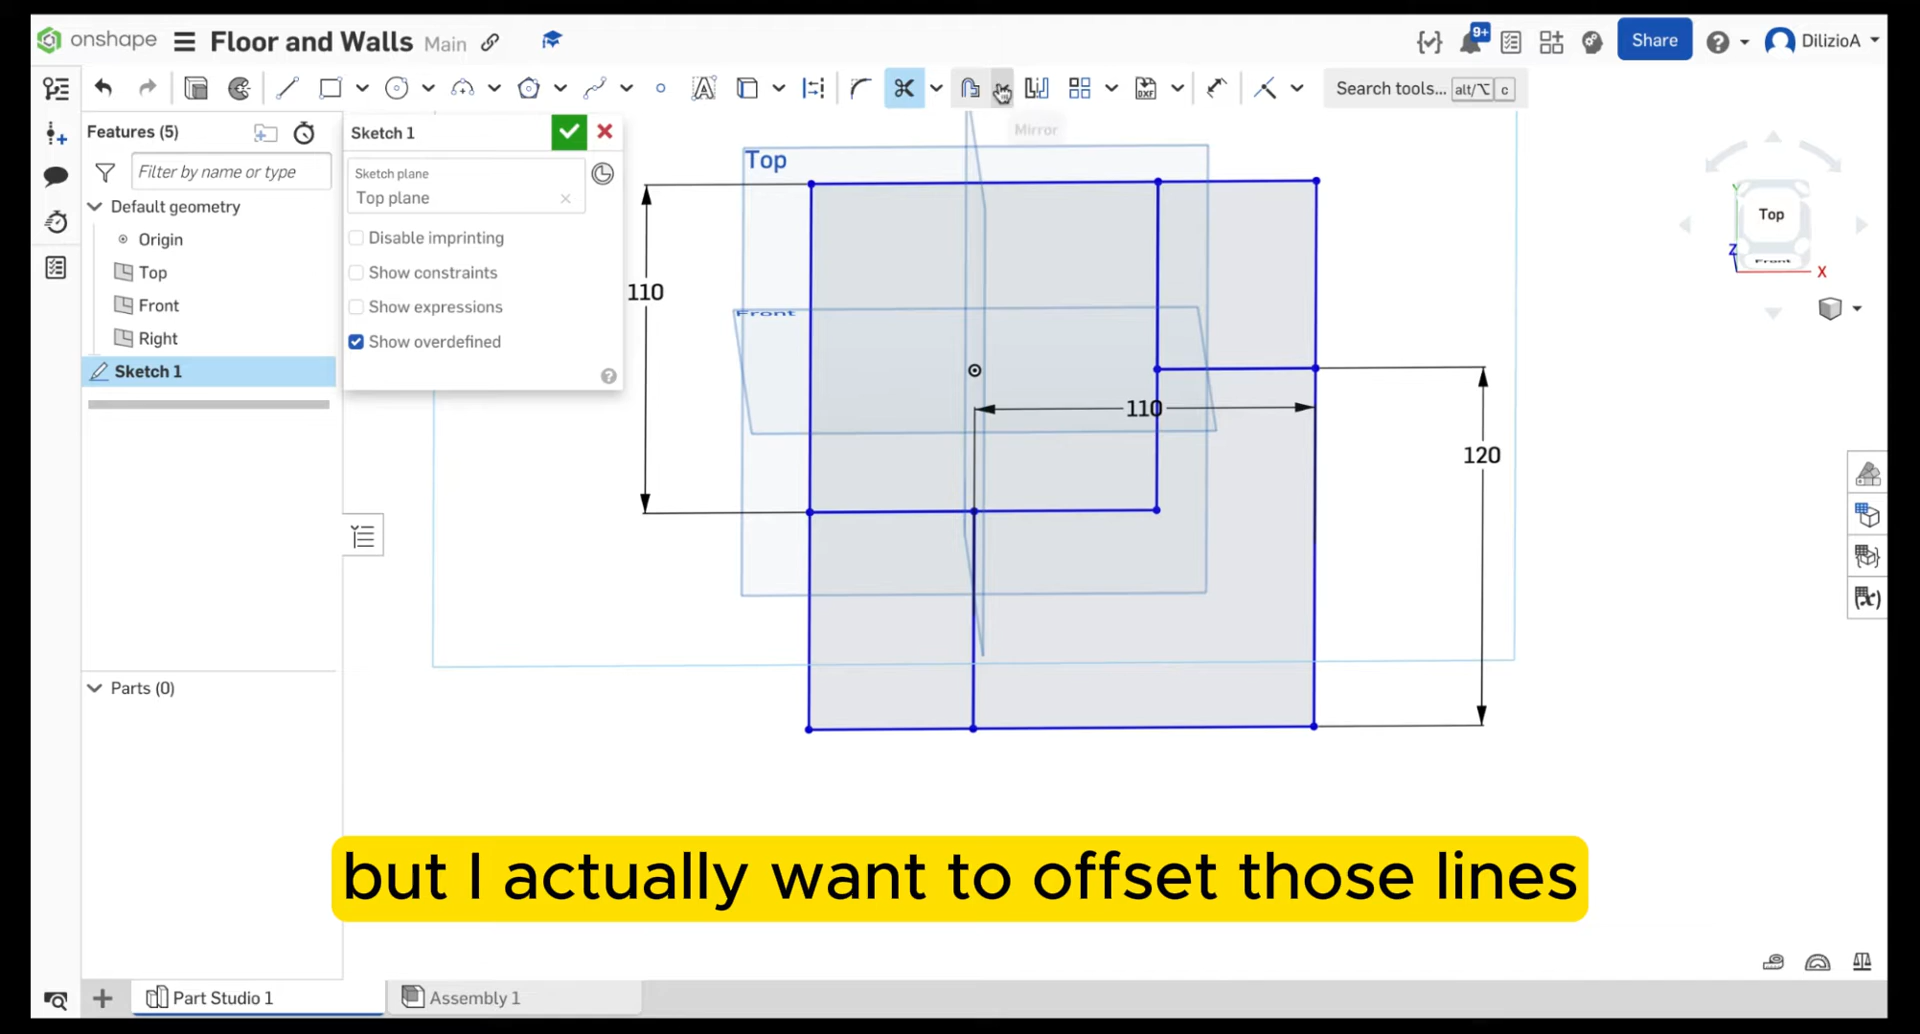 onshape Floor and Walls Main 9+ Share DilizioA
Search tools... alt/⌥ c
Mirror
Features (5)
Filter by name or type
Default geometry
Origin
Top
Front
Right
Sketch 1
Parts (0)
Sketch 1
Sketch plane
Top plane
Disable imprinting
Show constraints
Show expressions
Show overdefined
Top
Front
110
110
120
Y
Top
Z
Front
X
DXF
(x)
but I actually want to offset those lines
Part Studio 1
Assembly 1